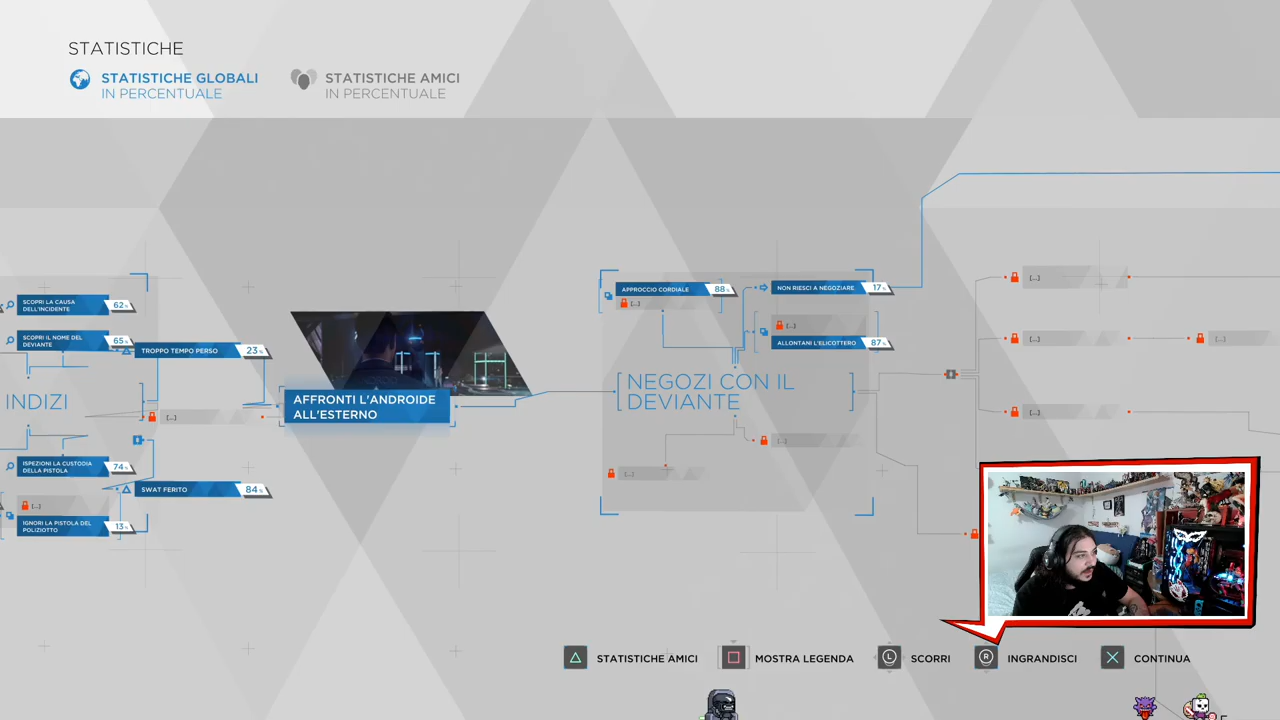 STATISTICHE
STATISTICHE GLOBALI
IN PERCENTUALE
STATISTICHE AMICI
IN PERCENTUALE
SCOPRI LA CAUSA
DELL'INCIDENTE
62%
SCOPRI IL NOME DEL
DEVIANTE
65%
TROPPO TEMPO PERSO
23%
INDIZI
[...]
ISPEZIONI LA CUSTODIA
DELLA PISTOLA
74%
SWAT FERITO
84%
[...]
IGNORI LA PISTOLA DEL
POLIZIOTTO
13%
AFFRONTI L'ANDROIDE
ALL'ESTERNO
APPROCCIO CORDIALE
88%
[...]
NON RIESCI A NEGOZIARE
17%
[...]
ALLONTANI L'ELICOTTERO
87%
NEGOZI CON IL
DEVIANTE
[...]
[...]
[...]
[...]
[...]
[...]
STATISTICHE AMICI
MOSTRA LEGENDA
L
SCORRI
R
INGRANDISCI
CONTINUA